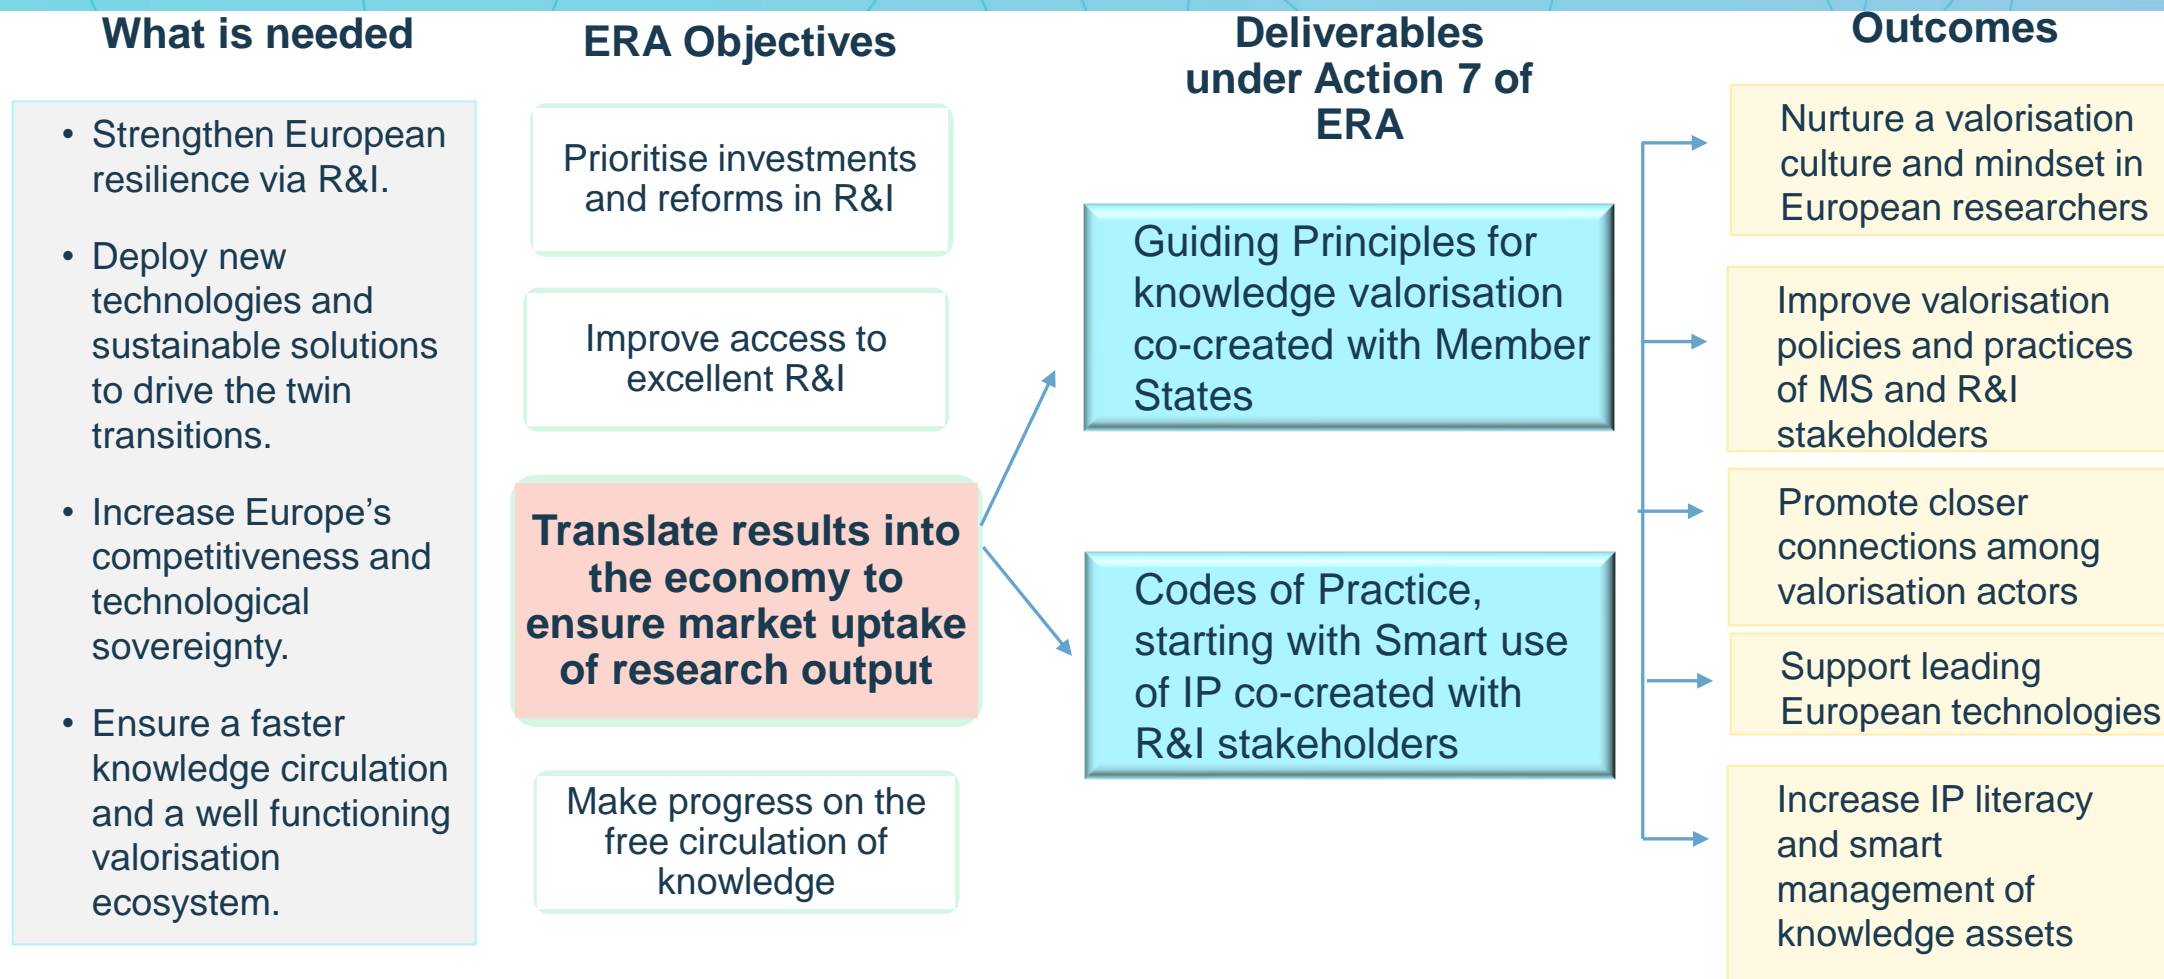 What is needed
• Strengthen European
resilience via R&I.
• Deploy new
technologies and
sustainable solutions
to drive the twin
transitions.
• Increase Europe’s
competitiveness and
technological
sovereignty.
• Ensure a faster
knowledge circulation
and a well functioning
valorisation
ecosystem.
ERA Objectives
Prioritise investments
and reforms in R&I
Improve access to
excellent R&I
Translate results into
the economy to
ensure market uptake
of research output
Make progress on the
free circulation of
knowledge
Deliverables
under Action 7 of
ERA
Guiding Principles for
knowledge valorisation
co-created with Member
States
Codes of Practice,
starting with Smart use
of IP co-created with
R&I stakeholders
Outcomes
Nurture a valorisation
culture and mindset in
European researchers
Improve valorisation
policies and practices
of MS and R&I
stakeholders
Promote closer
connections among
valorisation actors
Support leading
European technologies
Increase IP literacy
and smart
management of
knowledge assets